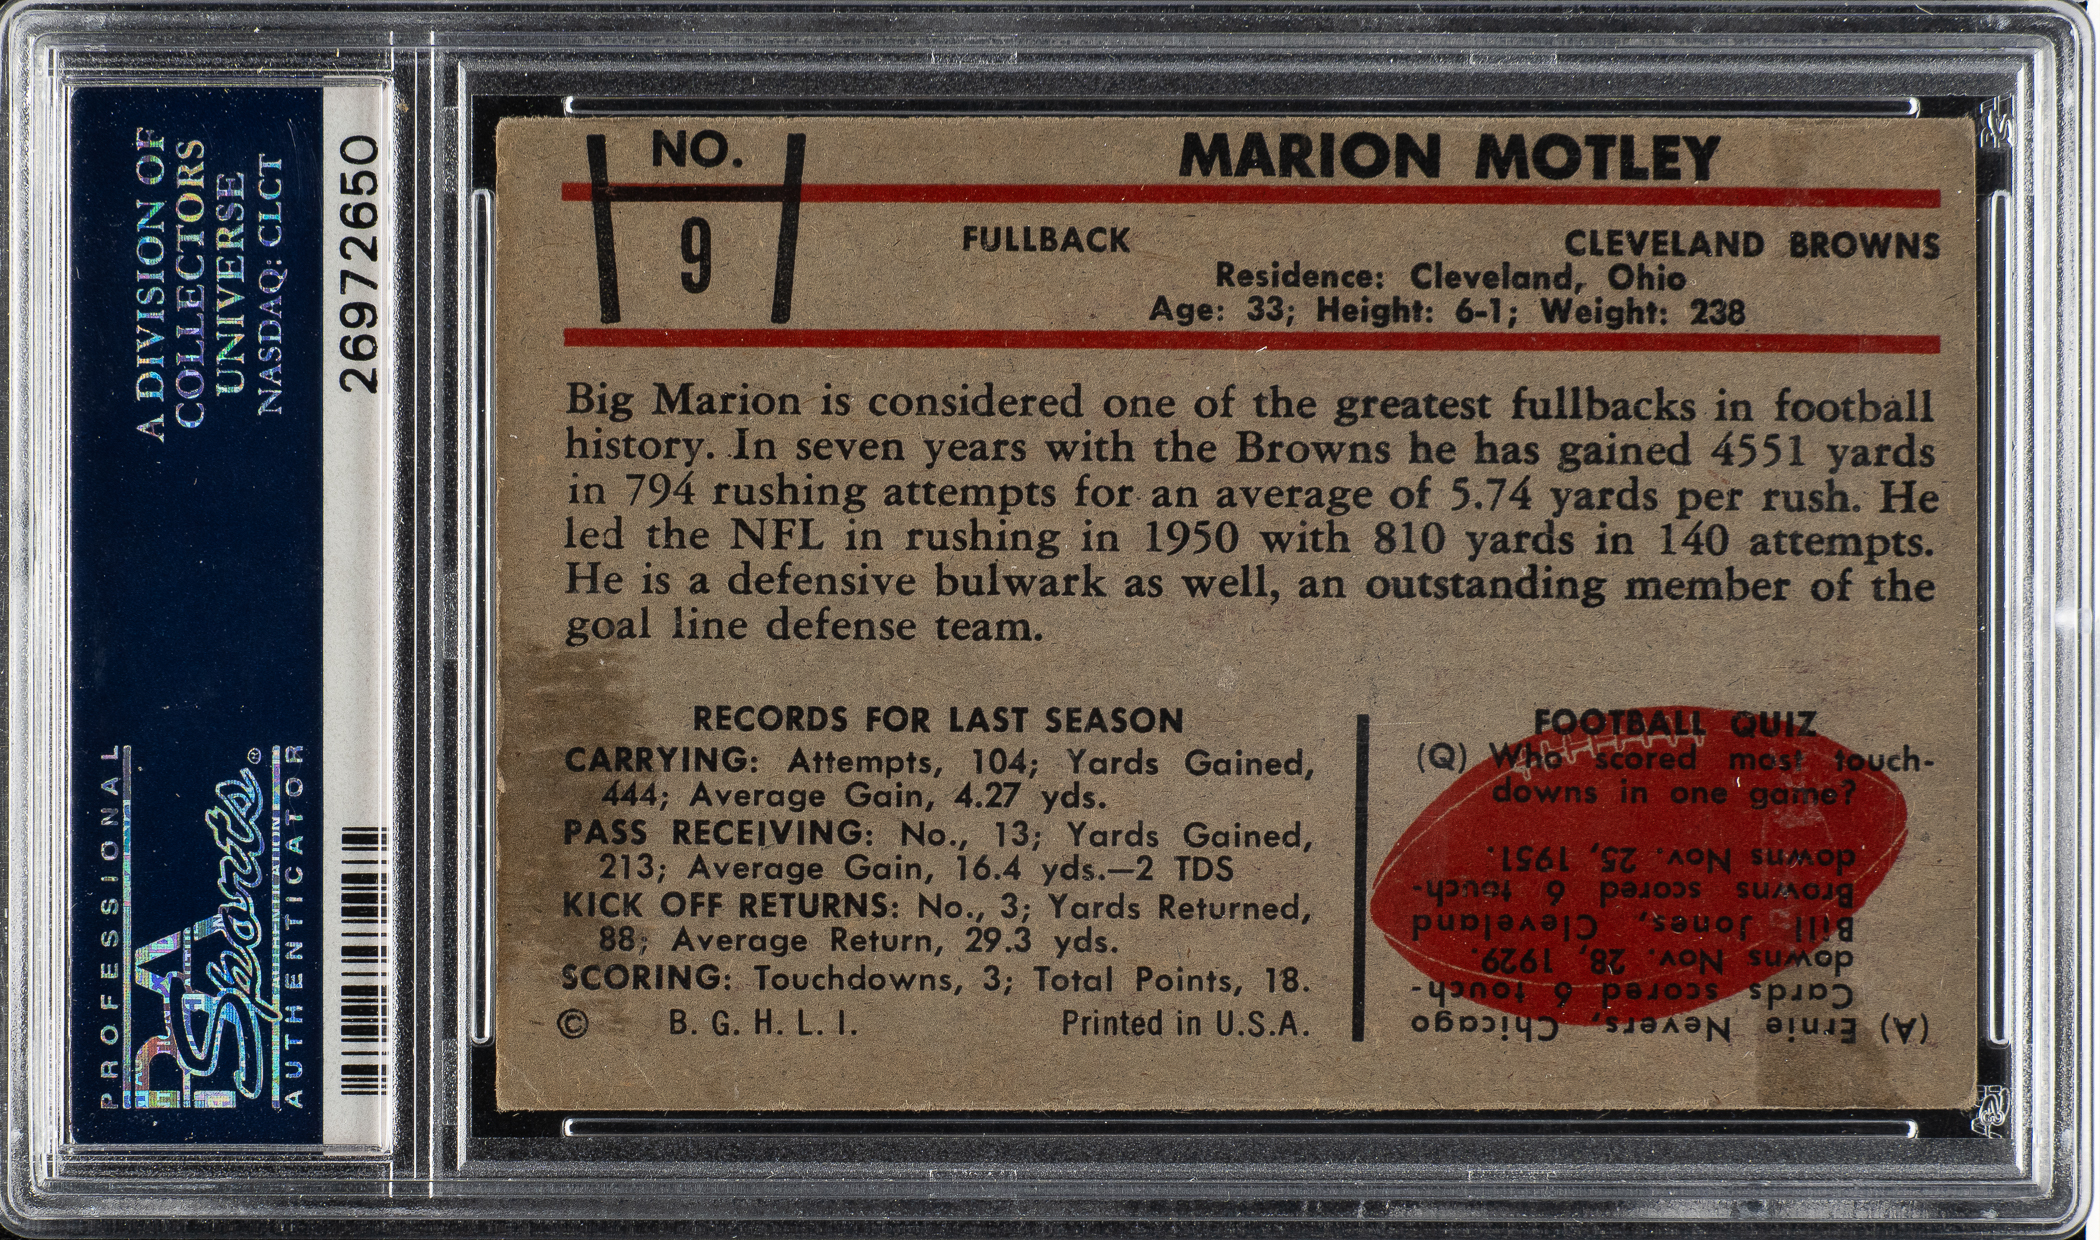 A DIVISION OF
COLLECTORS
UNIVERSE
NASDAQ: CLCT
PROFESSIONAL
PSA
Sports®
AUTHENTICATOR
26972650
NO.
9
MARION MOTLEY
FULLBACK
CLEVELAND BROWNS
Residence: Cleveland, Ohio
Age: 33; Height: 6-1; Weight: 238
Big Marion is considered one of the greatest fullbacks in football
history. In seven years with the Browns he has gained 4551 yards
in 794 rushing attempts for an average of 5.74 yards per rush. He
led the NFL in rushing in 1950 with 810 yards in 140 attempts.
He is a defensive bulwark as well, an outstanding member of the
goal line defense team.
RECORDS FOR LAST SEASON
CARRYING: Attempts, 104; Yards Gained,
444; Average Gain, 4.27 yds.
PASS RECEIVING: No., 13; Yards Gained,
213; Average Gain, 16.4 yds.—2 TDS
KICK OFF RETURNS: No., 3; Yards Returned,
88; Average Return, 29.3 yds.
SCORING: Touchdowns, 3; Total Points, 18.
© B. G. H. L. I. Printed in U.S.A.
FOOTBALL QUIZ
(Q) Who scored most touch-
downs in one game?
(A) Ernie Nevers, Chicago
Cards scored 6 touch-
downs Nov. 28, 1929.
Bill Jones, Cleveland
Browns scored 6 touch-
downs Nov. 25, 1951.